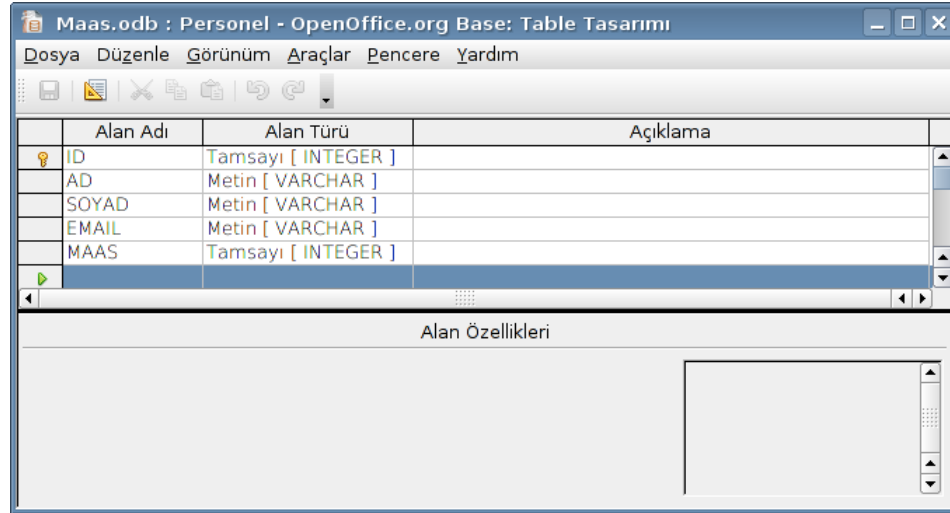 Maas.odb : Personel - OpenOffice.org Base: Table Tasarımı
Dosya Düzenle Görünüm Araçlar Pencere Yardım
Alan Adı Alan Türü Açıklama
ID Tamsayı [ INTEGER ]
AD Metin [ VARCHAR ]
SOYAD Metin [ VARCHAR ]
EMAIL Metin [ VARCHAR ]
MAAS Tamsayı [ INTEGER ]
Alan Özellikleri